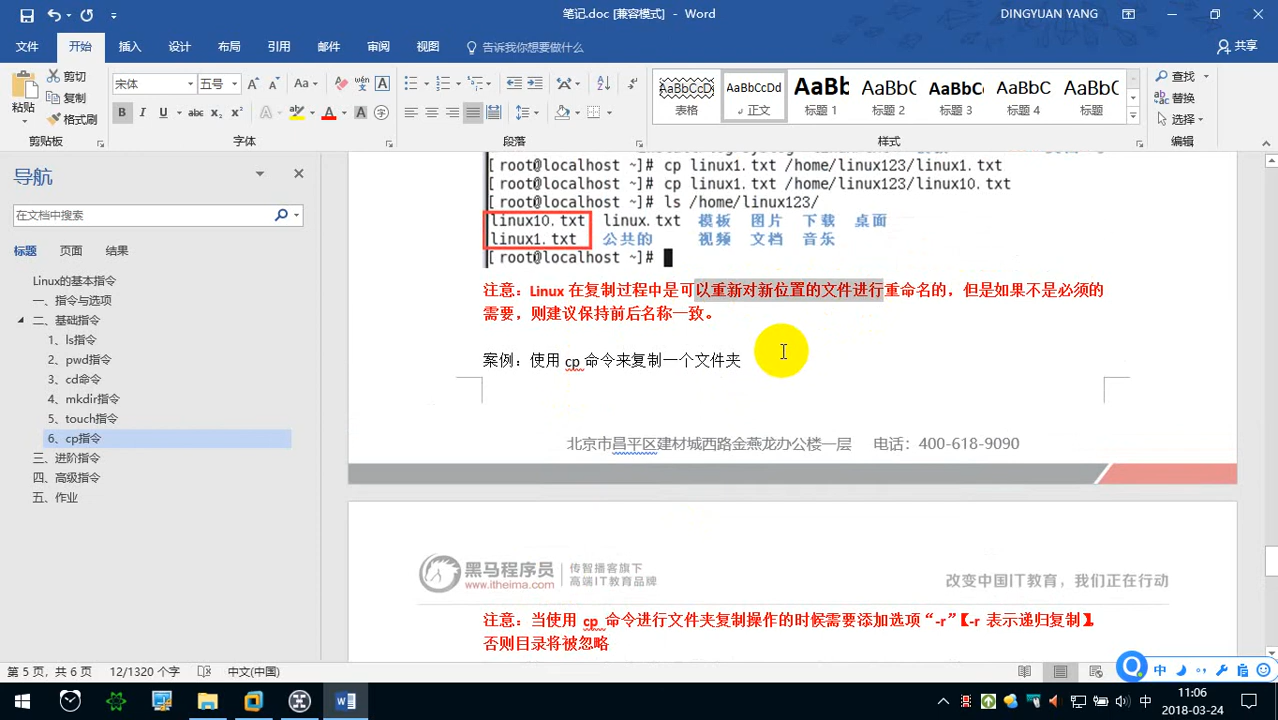 笔记.doc [兼容模式] - Word
DINGYUAN YANG
文件
开始
插入
设计
布局
引用
邮件
审阅
视图
告诉我你想要做什么
共享
粘贴
剪切
复制
格式刷
剪贴板
宋体
五号
字体
段落
AaBbCcDd AaBbCcDd AaBb AaBbC AaBbC AaBbC AaBbC
表格 正文 标题 1 标题 2 标题 3 标题 4 标题
样式
查找
替换
选择
编辑
导航
在文档中搜索
标题 页面 结果
Linux的基本指令
一、指令与选项
二、基础指令
1、ls指令
2、pwd指令
3、cd命令
4、mkdir指令
5、touch指令
6、cp指令
三、进阶指令
四、高级指令
五、作业
[root@localhost ~]# cp linux1.txt /home/linux123/linux1.txt
[root@localhost ~]# cp linux1.txt /home/linux123/linux10.txt
[root@localhost ~]# ls /home/linux123/
linux10.txt linux.txt 模板 图片 下载 桌面
linux1.txt 公共的 视频 文档 音乐
[root@localhost ~]#
注意：Linux 在复制过程中是可以重新对新位置的文件进行重命名的，但是如果不是必须的
需要，则建议保持前后名称一致。
案例：使用 cp 命令来复制一个文件夹
北京市昌平区建材城西路金燕龙办公楼一层 电话：400-618-9090
黑马程序员
www.itheima.com
传智播客旗下
高端IT教育品牌
改变中国IT教育，我们正在行动
注意：当使用 cp 命令进行文件夹复制操作的时候需要添加选项“-r”【-r 表示递归复制】，
否则目录将被忽略
第 5 页，共 6 页 12/1320 个字 中文(中国)
中
中
11:06
2018-03-24